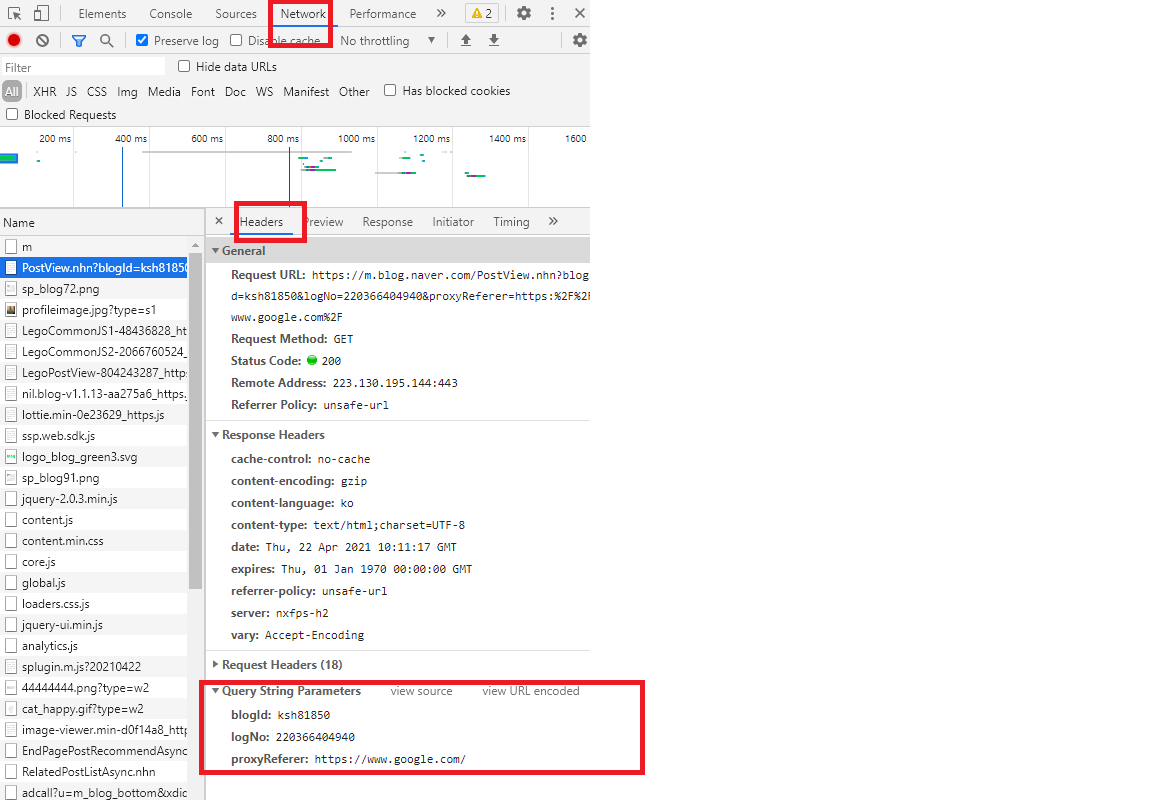 Elements Console Sources Network Performance » 2
Preserve log Disable cache No throttling ▼
Filter Hide data URLs
All XHR JS CSS Img Media Font Doc WS Manifest Other Has blocked cookies
Blocked Requests
200 ms 400 ms 600 ms 800 ms 1000 ms 1200 ms 1400 ms 1600
Name
m
PostView.nhn?blogId=ksh81850
sp_blog72.png
profileimage.jpg?type=s1
LegoCommonJS1-48436828_ht
LegoCommonJS2-2066760524_
LegoPostView-804243287_https
nil.blog-v1.1.13-aa275a6_https.
lottie.min-0e23629_https.js
ssp.web.sdk.js
logo_blog_green3.svg
sp_blog91.png
jquery-2.0.3.min.js
content.js
content.min.css
core.js
global.js
loaders.css.js
jquery-ui.min.js
analytics.js
splugin.m.js?20210422
44444444.png?type=w2
cat_happy.gif?type=w2
image-viewer.min-d0f14a8_http
EndPagePostRecommendAsync
RelatedPostListAsync.nhn
adcall?u=m_blog_bottom&xdic
× Headers Preview Response Initiator Timing »
General
Request URL: https://m.blog.naver.com/PostView.nhn?blog
d=ksh81850&logNo=220366404940&proxyReferer=https:%2F%2F
www.google.com%2F
Request Method: GET
Status Code: 200
Remote Address: 223.130.195.144:443
Referrer Policy: unsafe-url
Response Headers
cache-control: no-cache
content-encoding: gzip
content-language: ko
content-type: text/html;charset=UTF-8
date: Thu, 22 Apr 2021 10:11:17 GMT
expires: Thu, 01 Jan 1970 00:00:00 GMT
referrer-policy: unsafe-url
server: nxfps-h2
vary: Accept-Encoding
Request Headers (18)
Query String Parameters view source view URL encoded
blogId: ksh81850
logNo: 220366404940
proxyReferer: https://www.google.com/